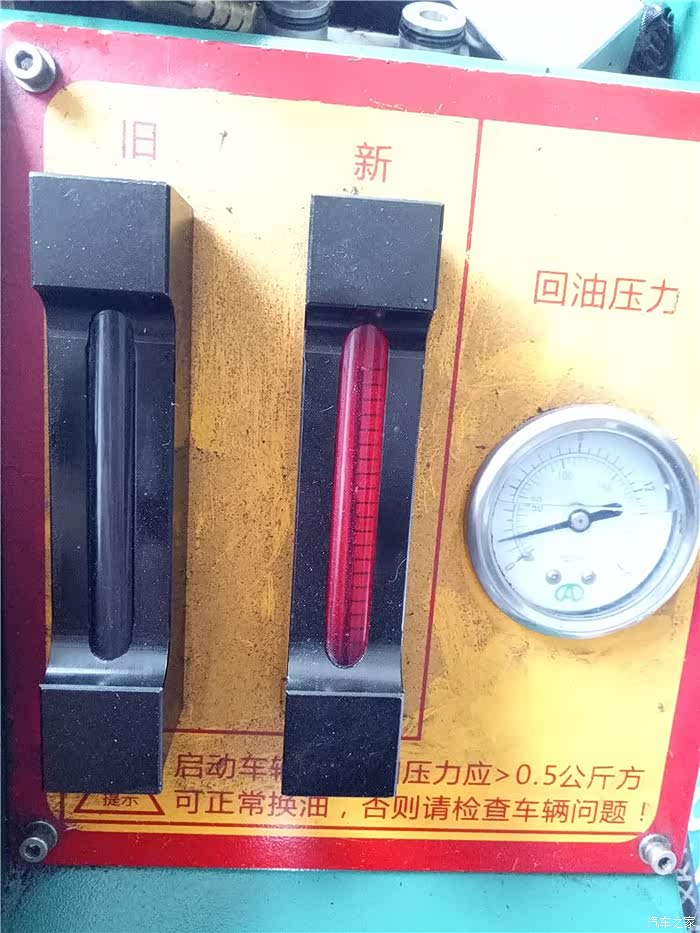 旧
新
回油压力
启动车辆 压力应>0.5公斤方
提示
可正常换油，否则请检查车辆问题！
汽车之家